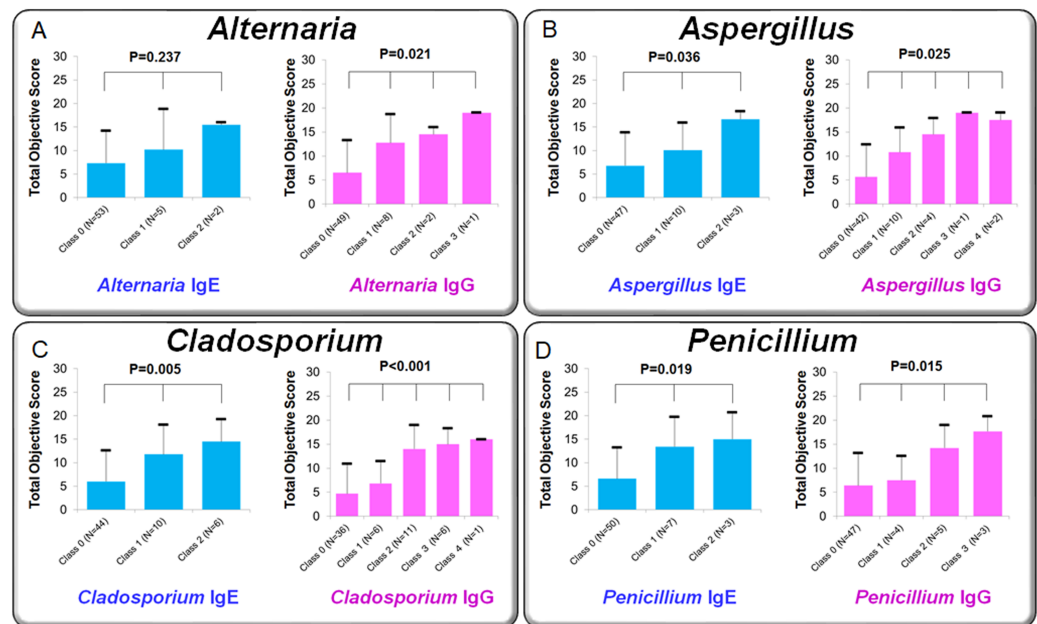 A
Alternaria
P=0.237
Total Objective Score
30
25
20
15
10
5
0
Class 0 (N=53)
Class 1 (N=5)
Class 2 (N=2)
Alternaria IgE
P=0.021
Total Objective Score
30
25
20
15
10
5
0
Class 0 (N=49)
Class 1 (N=8)
Class 2 (N=2)
Class 3 (N=1)
Alternaria IgG
B
Aspergillus
P=0.036
Total Objective Score
30
25
20
15
10
5
0
Class 0 (N=47)
Class 1 (N=10)
Class 2 (N=3)
Aspergillus IgE
P=0.025
Total Objective Score
30
25
20
15
10
5
0
Class 0 (N=42)
Class 1 (N=10)
Class 2 (N=4)
Class 3 (N=1)
Class 4 (N=2)
Aspergillus IgG
C
Cladosporium
P=0.005
Total Objective Score
30
25
20
15
10
5
0
Class 0 (N=44)
Class 1 (N=10)
Class 2 (N=6)
Cladosporium IgE
P<0.001
Total Objective Score
30
25
20
15
10
5
0
Class 0 (N=36)
Class 1 (N=6)
Class 2 (N=11)
Class 3 (N=6)
Class 4 (N=1)
Cladosporium IgG
D
Penicillium
P=0.019
Total Objective Score
30
25
20
15
10
5
0
Class 0 (N=50)
Class 1 (N=7)
Class 2 (N=3)
Penicillium IgE
P=0.015
Total Objective Score
30
25
20
15
10
5
0
Class 0 (N=47)
Class 1 (N=4)
Class 2 (N=5)
Class 3 (N=3)
Penicillium IgG